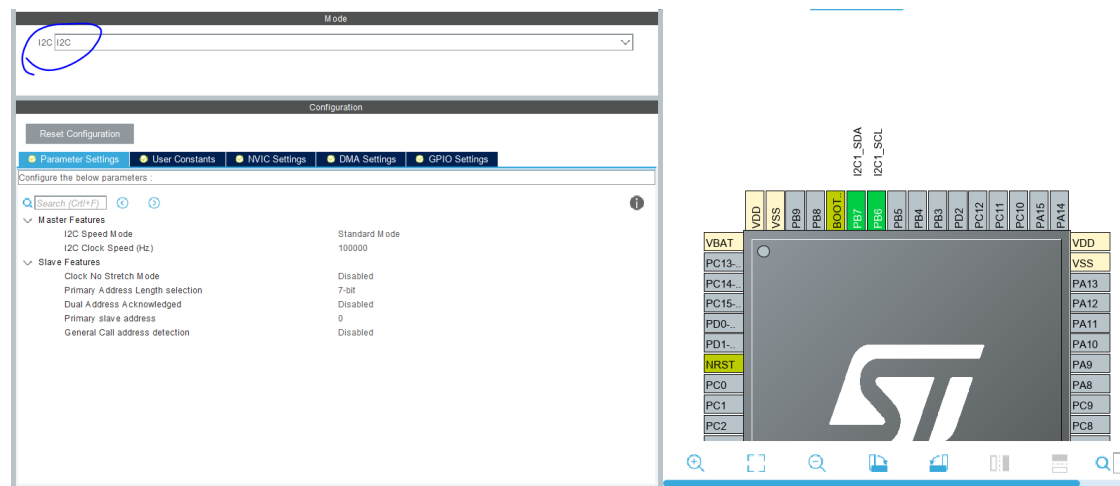 Mode
I2C I2C
Configuration
Reset Configuration
Parameter Settings User Constants NVIC Settings DMA Settings GPIO Settings
Configure the below parameters :
Search (Crtl+F)
i
Master Features
I2C Speed Mode Standard Mode
I2C Clock Speed (Hz) 100000
Slave Features
Clock No Stretch Mode Disabled
Primary Address Length selection 7-bit
Dual Address Acknowledged Disabled
Primary slave address 0
General Call address detection Disabled
I2C1_SDA
I2C1_SCL
VDD
VSS
PB9
PB8
BOOT..
PB7
PB6
PB5
PB4
PB3
PD2
PC12
PC11
PC10
PA15
PA14
VBAT
PC13-..
PC14-..
PC15-..
PD0-..
PD1-..
NRST
PC0
PC1
PC2
VDD
VSS
PA13
PA12
PA11
PA10
PA9
PA8
PC9
PC8
ST